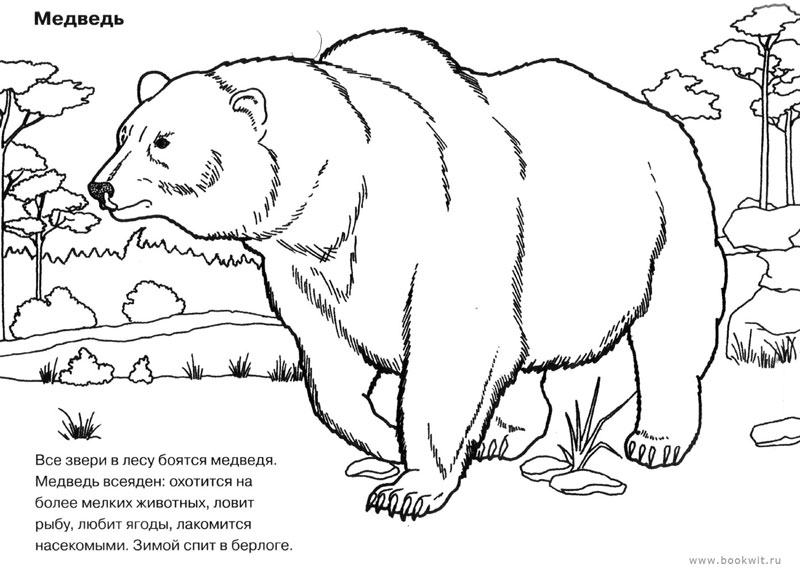 Медведь
Все звери в лесу боятся медведя.
Медведь всеяден: охотится на
более мелких животных, ловит
рыбу, любит ягоды, лакомится
насекомыми. Зимой спит в берлоге.
www.bookwit.ru